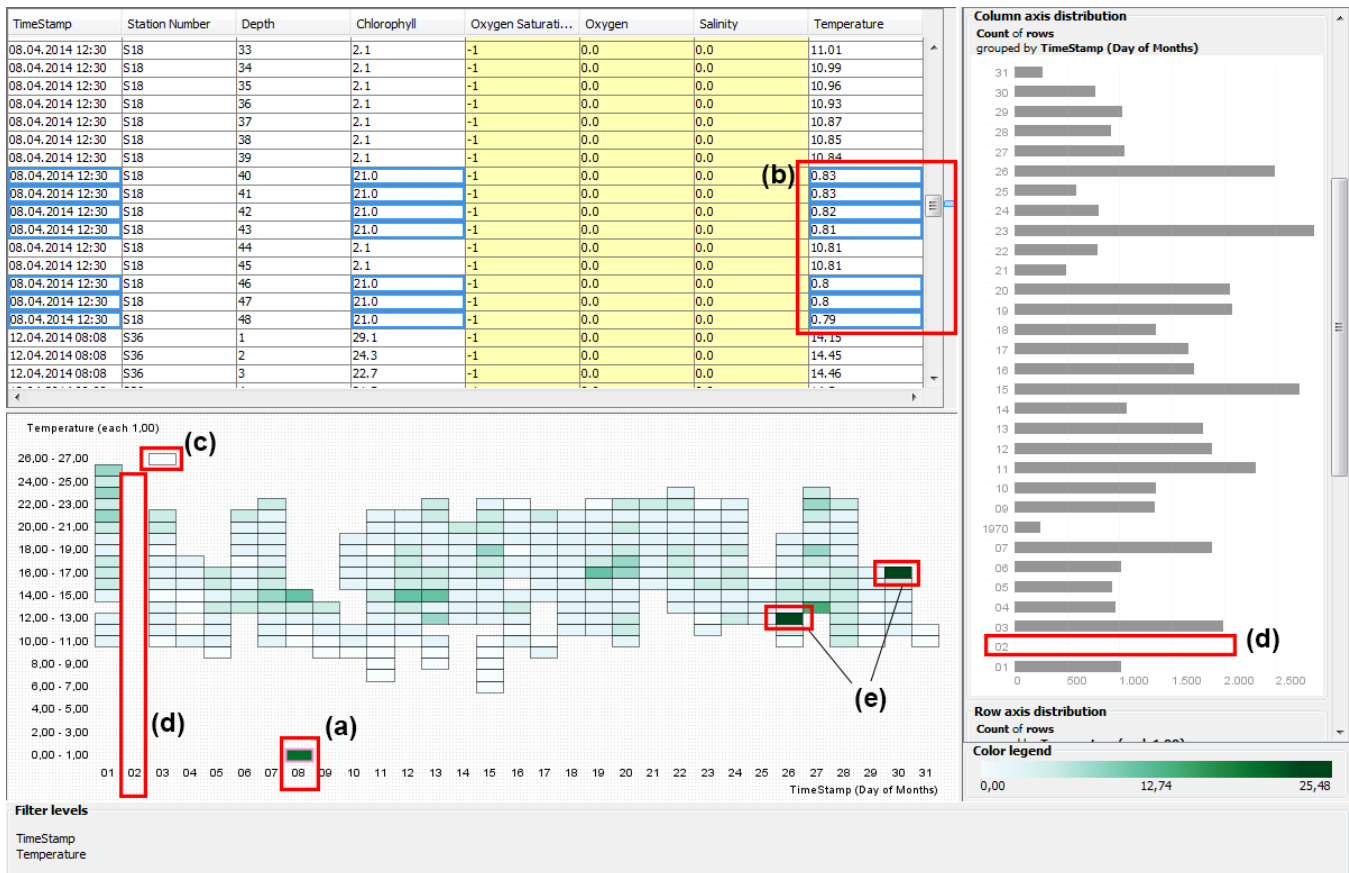 TimeStamp Station Number Depth Chlorophyll Oxygen Saturati... Oxygen Salinity Temperature
08.04.2014 12:30 S18 33 2.1 -1 0.0 0.0 11.01
08.04.2014 12:30 S18 34 2.1 -1 0.0 0.0 10.99
08.04.2014 12:30 S18 35 2.1 -1 0.0 0.0 10.96
08.04.2014 12:30 S18 36 2.1 -1 0.0 0.0 10.93
08.04.2014 12:30 S18 37 2.1 -1 0.0 0.0 10.87
08.04.2014 12:30 S18 38 2.1 -1 0.0 0.0 10.85
08.04.2014 12:30 S18 39 2.1 -1 0.0 0.0 10.84
08.04.2014 12:30 S18 40 21.0 -1 0.0 0.0 0.83
08.04.2014 12:30 S18 41 21.0 -1 0.0 0.0 0.83
08.04.2014 12:30 S18 42 21.0 -1 0.0 0.0 0.82
08.04.2014 12:30 S18 43 21.0 -1 0.0 0.0 0.81
08.04.2014 12:30 S18 44 2.1 -1 0.0 0.0 10.81
08.04.2014 12:30 S18 45 2.1 -1 0.0 0.0 10.81
08.04.2014 12:30 S18 46 21.0 -1 0.0 0.0 0.8
08.04.2014 12:30 S18 47 21.0 -1 0.0 0.0 0.8
08.04.2014 12:30 S18 48 21.0 -1 0.0 0.0 0.79
12.04.2014 08:08 S36 1 29.1 -1 0.0 0.0 14.15
12.04.2014 08:08 S36 2 24.3 -1 0.0 0.0 14.45
12.04.2014 08:08 S36 3 22.7 -1 0.0 0.0 14.46
(b)
Temperature (each 1,00)
(c)
26,00 - 27,00
24,00 - 25,00
22,00 - 23,00
20,00 - 21,00
18,00 - 19,00
16,00 - 17,00
14,00 - 15,00
12,00 - 13,00
10,00 - 11,00
8,00 - 9,00
6,00 - 7,00
4,00 - 5,00
2,00 - 3,00
0,00 - 1,00
(d)
(a)
(e)
01 02 03 04 05 06 07 08 09 10 11 12 13 14 15 16 17 18 19 20 21 22 23 24 25 26 27 28 29 30 31
TimeStamp (Day of Months)
Column axis distribution
Count of rows
grouped by TimeStamp (Day of Months)
31
30
29
28
27
26
25
24
23
22
21
20
19
18
17
16
15
14
13
12
11
10
09
1970
07
06
05
04
03
02
01
(d)
0 500 1.000 1.500 2.000 2.500
Row axis distribution
Count of rows
Color legend
0,00 12,74 25,48
Filter levels
TimeStamp
Temperature